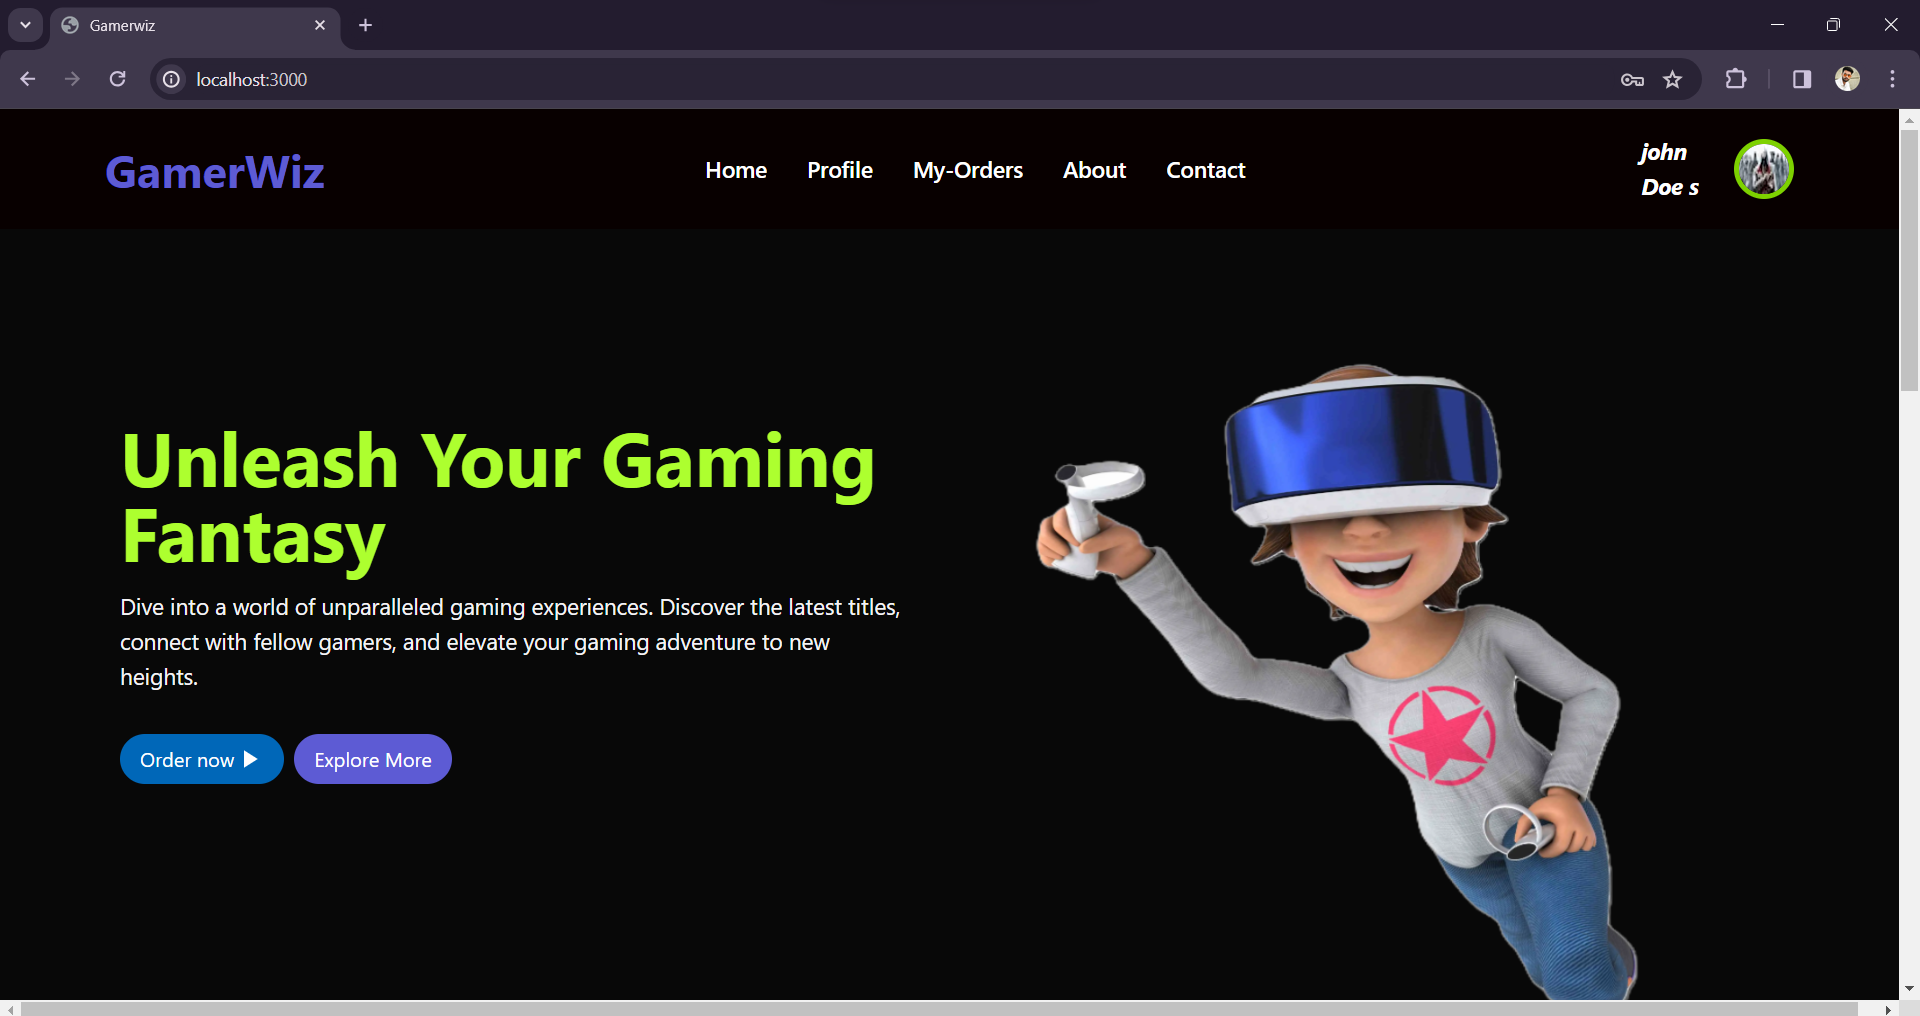 Gamerwiz
localhost:3000
GamerWiz
Home Profile My-Orders About Contact
john
Doe s
Unleash Your Gaming
Fantasy
Dive into a world of unparalleled gaming experiences. Discover the latest titles,
connect with fellow gamers, and elevate your gaming adventure to new
heights.
Order now
Explore More